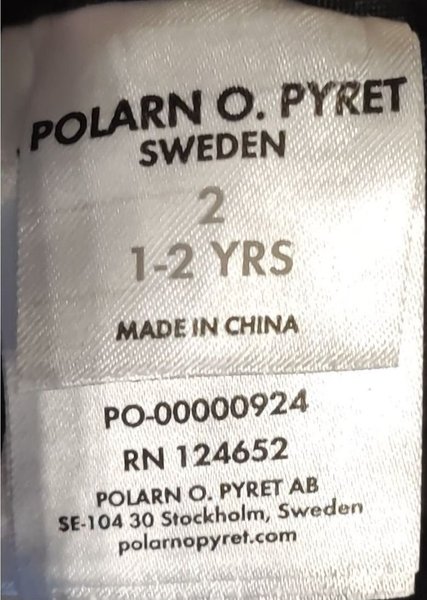 POLARN O. PYRET
SWEDEN
2
1-2 YRS
MADE IN CHINA
PO-00000924
RN 124652
POLARN O. PYRET AB
SE-104 30 Stockholm, Sweden
polarnopyret.com